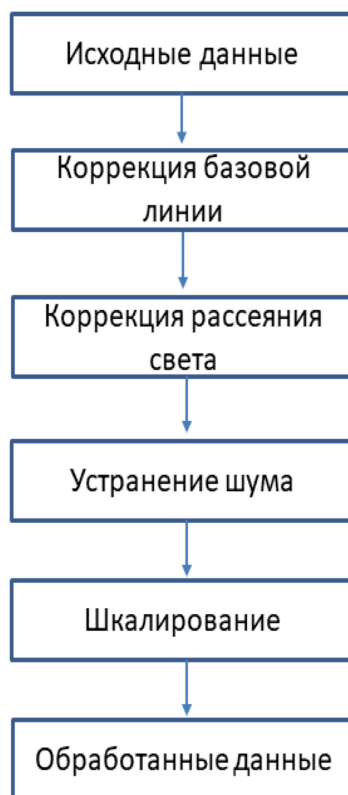 Исходные данные
Коррекция базовой
линии
Коррекция рассеяния
света
Устранение шума
Шкалирование
Обработанные данные